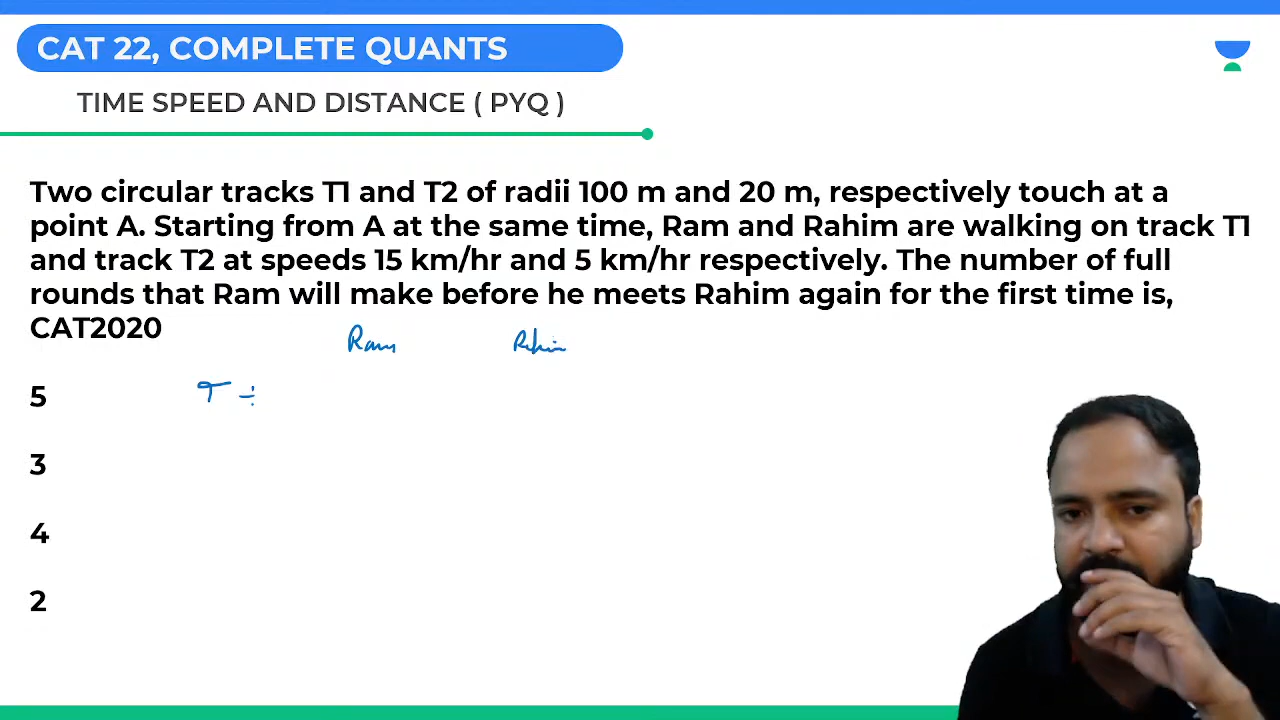 CAT 22, COMPLETE QUANTS
TIME SPEED AND DISTANCE ( PYQ )
Two circular tracks T1 and T2 of radii 100 m and 20 m, respectively touch at a
point A. Starting from A at the same time, Ram and Rahim are walking on track T1
and track T2 at speeds 15 km/hr and 5 km/hr respectively. The number of full
rounds that Ram will make before he meets Rahim again for the first time is,
CAT2020
Ram Rahim
5
T ÷
3
4
2